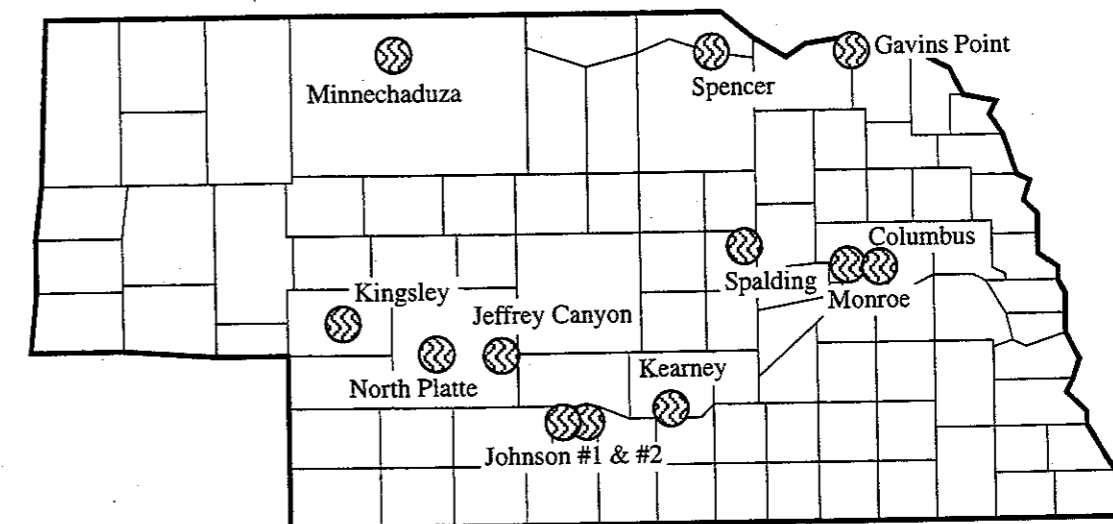 Gavins Point
Spencer
Minnechaduza
Columbus
Spalding
Monroe
Kingsley
Jeffrey Canyon
North Platte
Kearney
Johnson #1 & #2